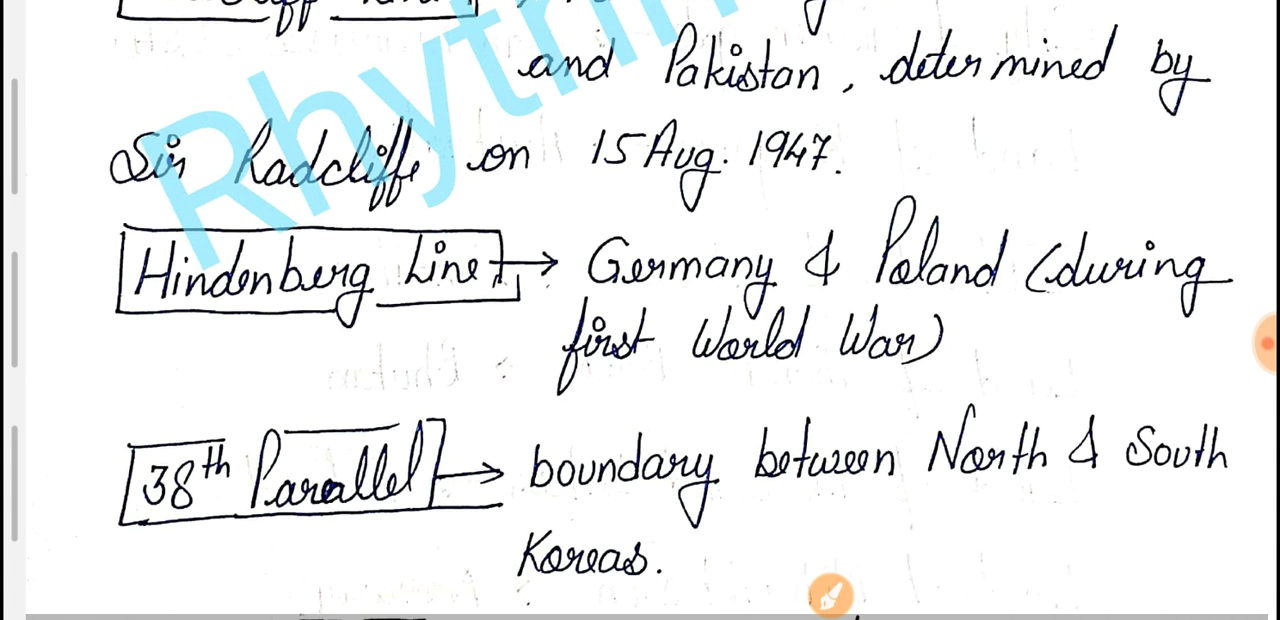 and Pakistan, determined by
Sir Radcliffe on 15 Aug. 1947.
Hindenberg Line → Germany & Poland (during
first World War)
38th Parallel → boundary between North & South
Koreas.